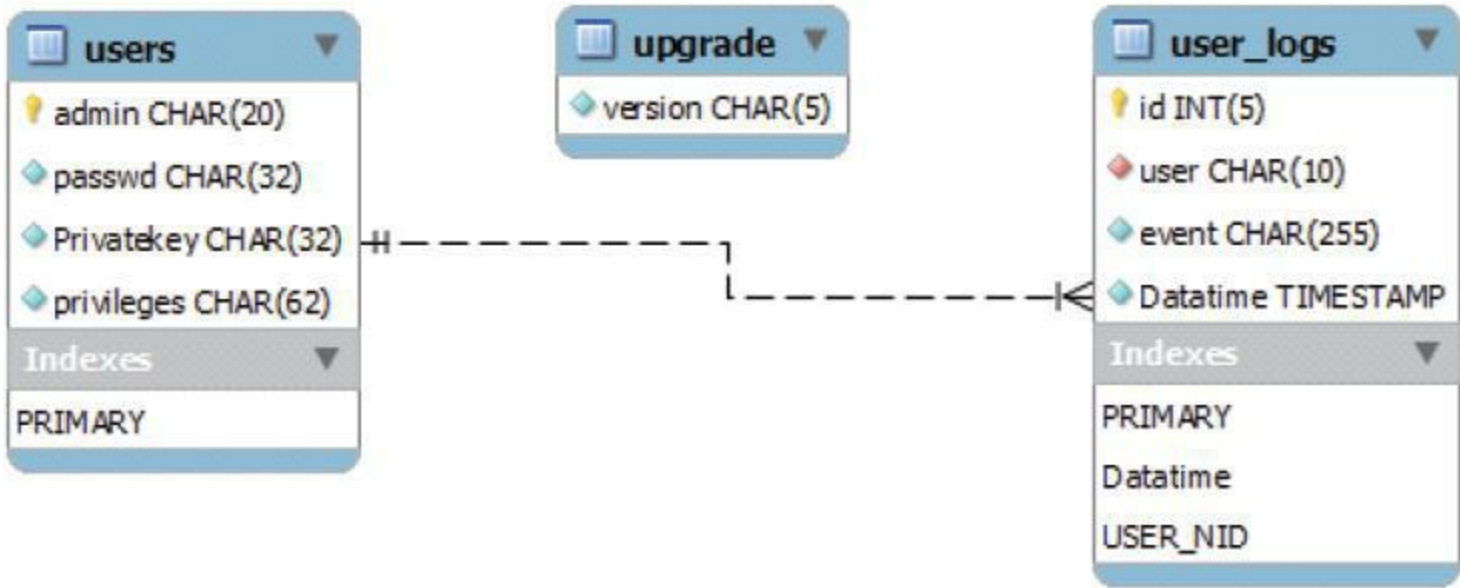 users
admin CHAR(20)
passwd CHAR(32)
Privatekey CHAR(32)
privileges CHAR(62)
Indexes
PRIMARY
upgrade
version CHAR(5)
user_logs
id INT(5)
user CHAR(10)
event CHAR(255)
Datatime TIMESTAMP
Indexes
PRIMARY
Datatime
USER_NID